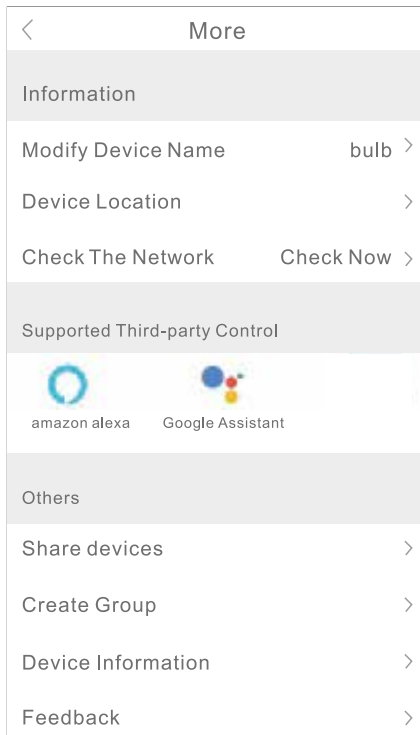 More
Information
Modify Device Name bulb
Device Location
Check The Network Check Now
Supported Third-party Control
amazon alexa Google Assistant
Others
Share devices
Create Group
Device Information
Feedback